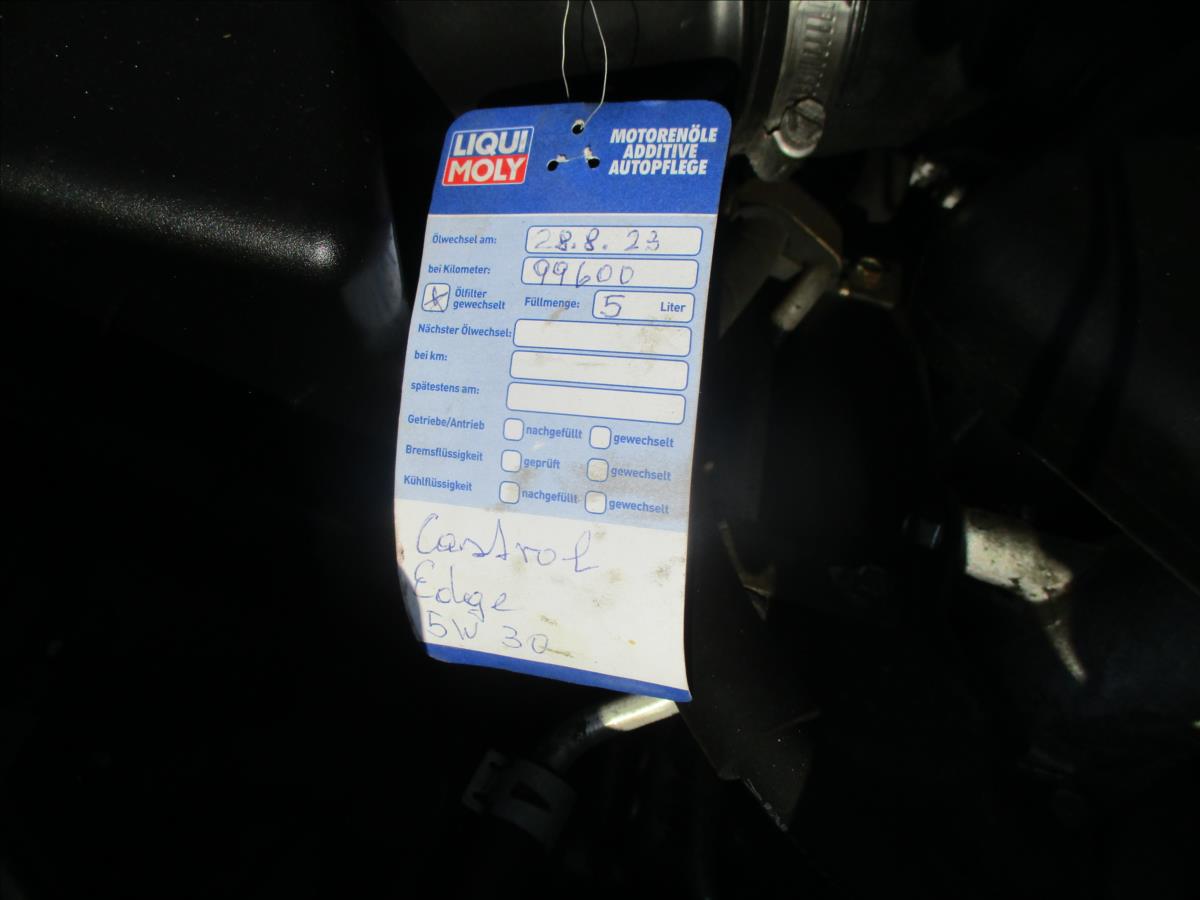 LIQUI
MOLY
MOTORENÖLE
ADDITIVE
AUTOPFLEGE
Ölwechsel am: 28.8.23
bei Kilometer: 99600
Ölfilter
gewechselt
Füllmenge: 5 Liter
Nächster Ölwechsel:
bei km:
spätestens am:
Getriebe/Antrieb nachgefüllt gewechselt
Bremsflüssigkeit geprüft gewechselt
Kühlflüssigkeit nachgefüllt gewechselt
Castrol
Edge
5W 30